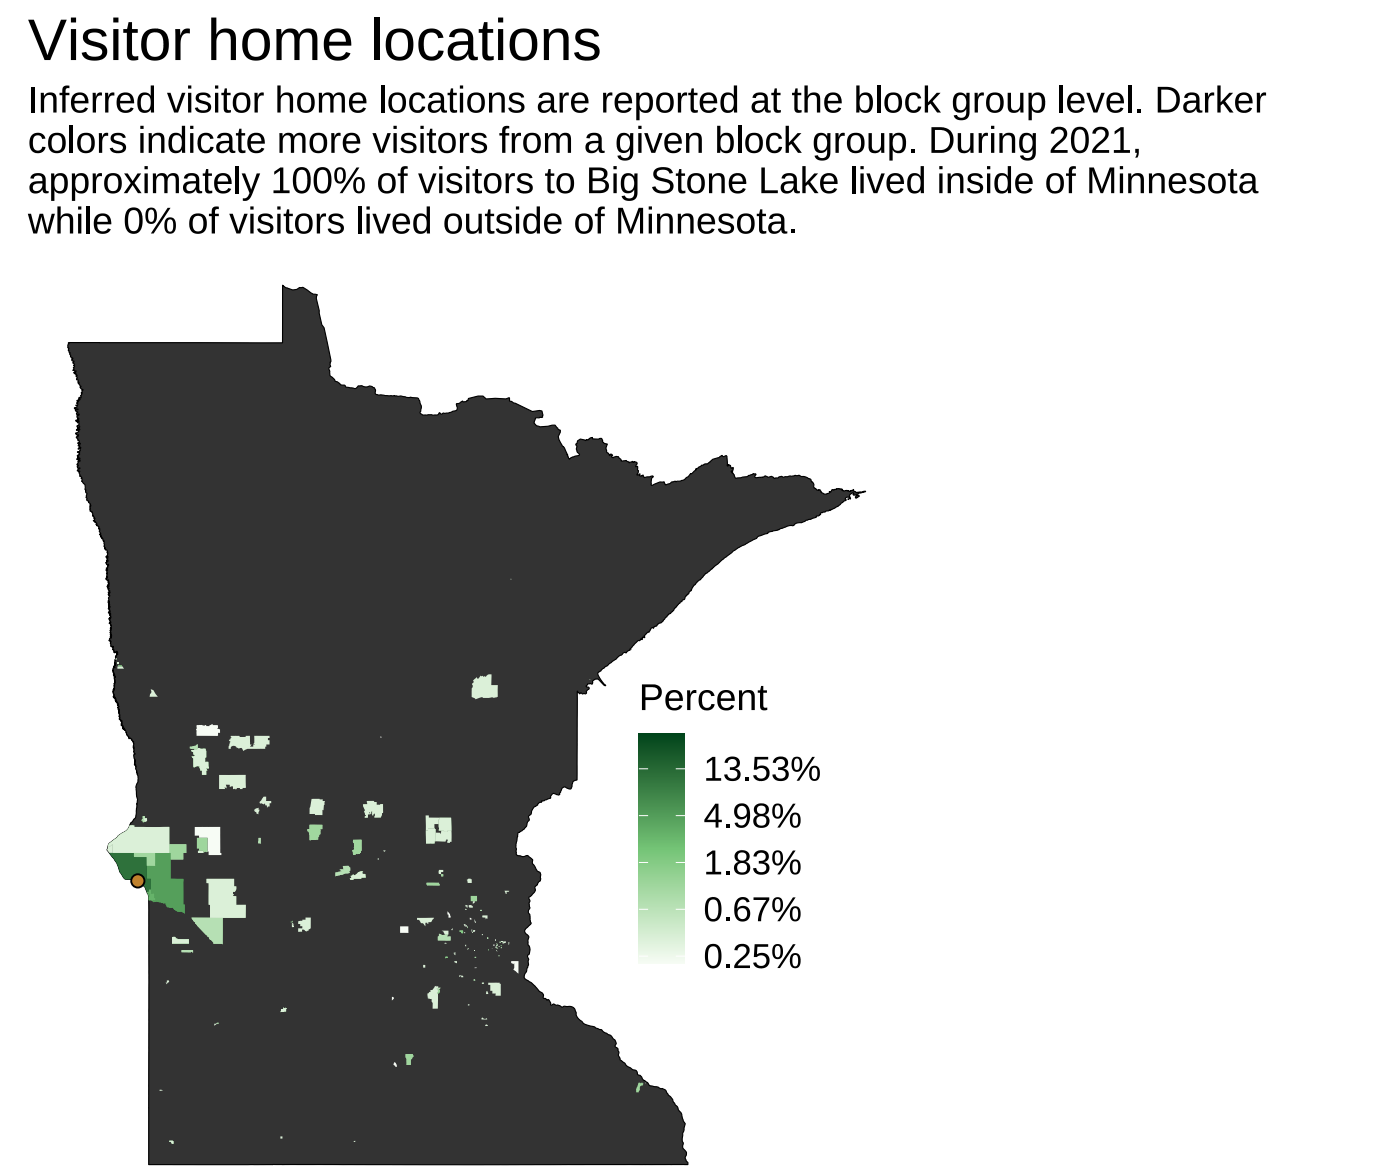 Visitor home locations
Inferred visitor home locations are reported at the block group level. Darker
colors indicate more visitors from a given block group. During 2021,
approximately 100% of visitors to Big Stone Lake lived inside of Minnesota
while 0% of visitors lived outside of Minnesota.
Percent
13.53%
4.98%
1.83%
0.67%
0.25%